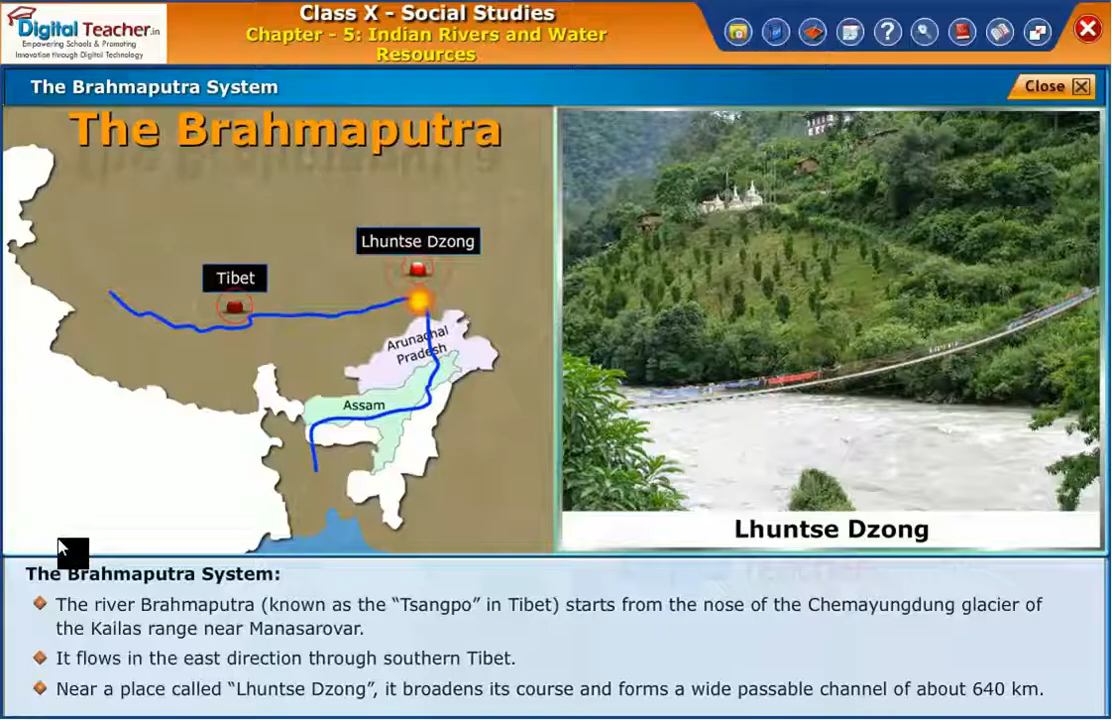 Digital Teacher.in
Empowering Schools & Promoting
Innovation through Digital Technology
Class X - Social Studies
Chapter - 5: Indian Rivers and Water
Resources
The Brahmaputra System
Close
The Brahmaputra
Lhuntse Dzong
Tibet
Arunachal
Pradesh
Assam
Lhuntse Dzong
The Brahmaputra System:
The river Brahmaputra (known as the “Tsangpo” in Tibet) starts from the nose of the Chemayungdung glacier of
the Kailas range near Manasarovar.
It flows in the east direction through southern Tibet.
Near a place called “Lhuntse Dzong”, it broadens its course and forms a wide passable channel of about 640 km.